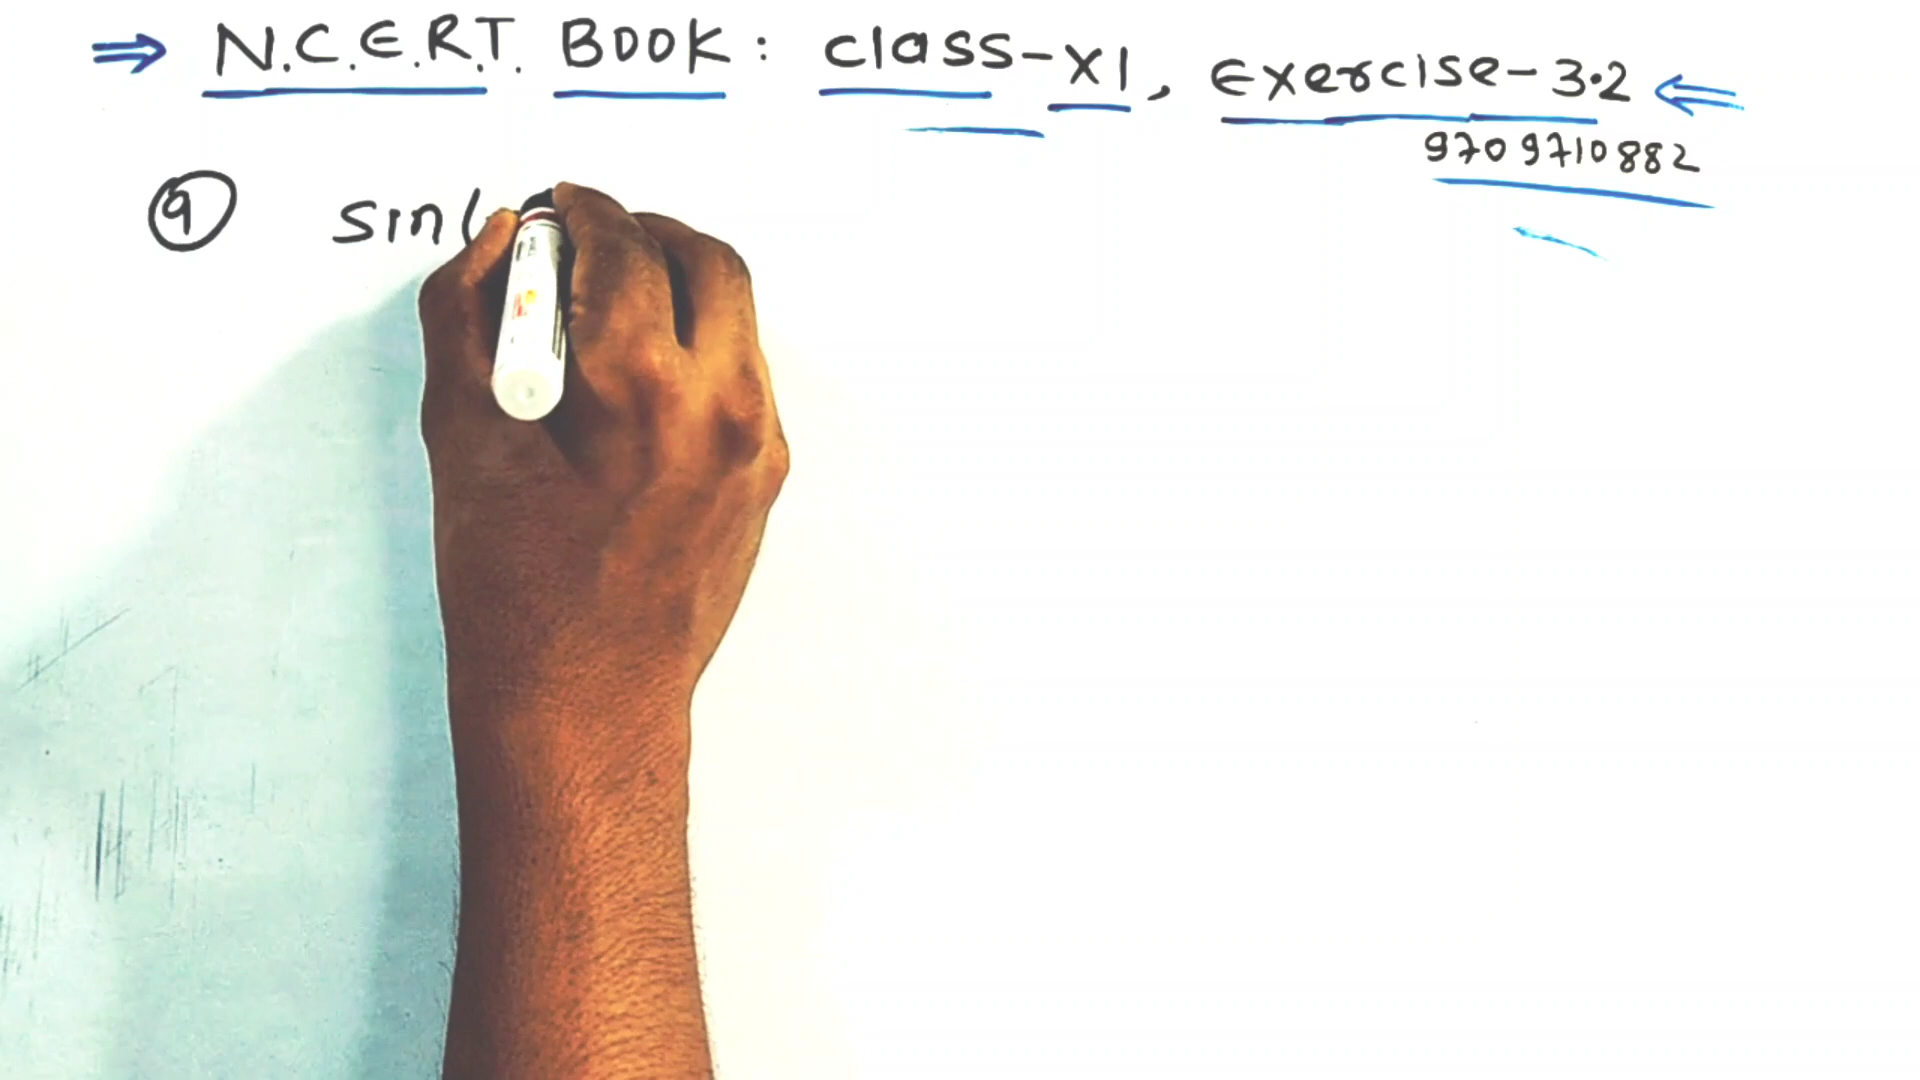 ⇒ N.C.E.R.T. BOOK: class-XI, Exercise-3.2 ⇐
9709710882
9 sin(